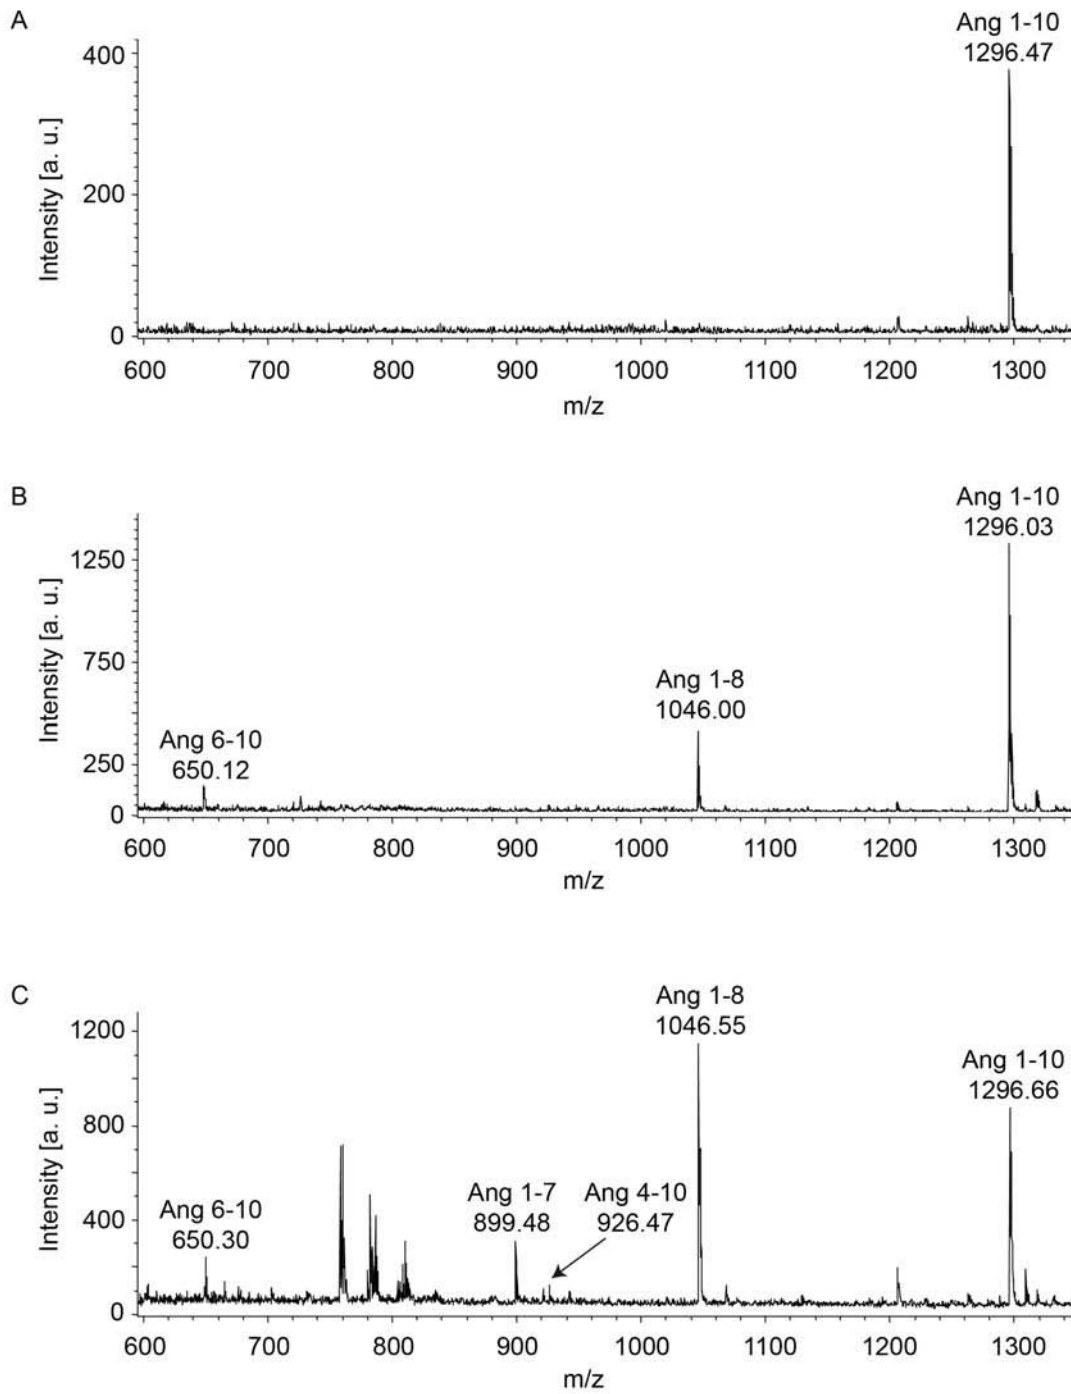 A
Ang 1-10
1296.47
400
200
0
Intensity [a. u.]
600 700 800 900 1000 1100 1200 1300
m/z
B
Ang 1-10
1296.03
1250
750
250
0
Intensity [a. u.]
Ang 1-8
1046.00
Ang 6-10
650.12
600 700 800 900 1000 1100 1200 1300
m/z
C
Ang 1-8
1046.55
Ang 1-10
1296.66
1200
800
400
0
Intensity [a. u.]
Ang 6-10
650.30
Ang 1-7
899.48
Ang 4-10
926.47
600 700 800 900 1000 1100 1200 1300
m/z